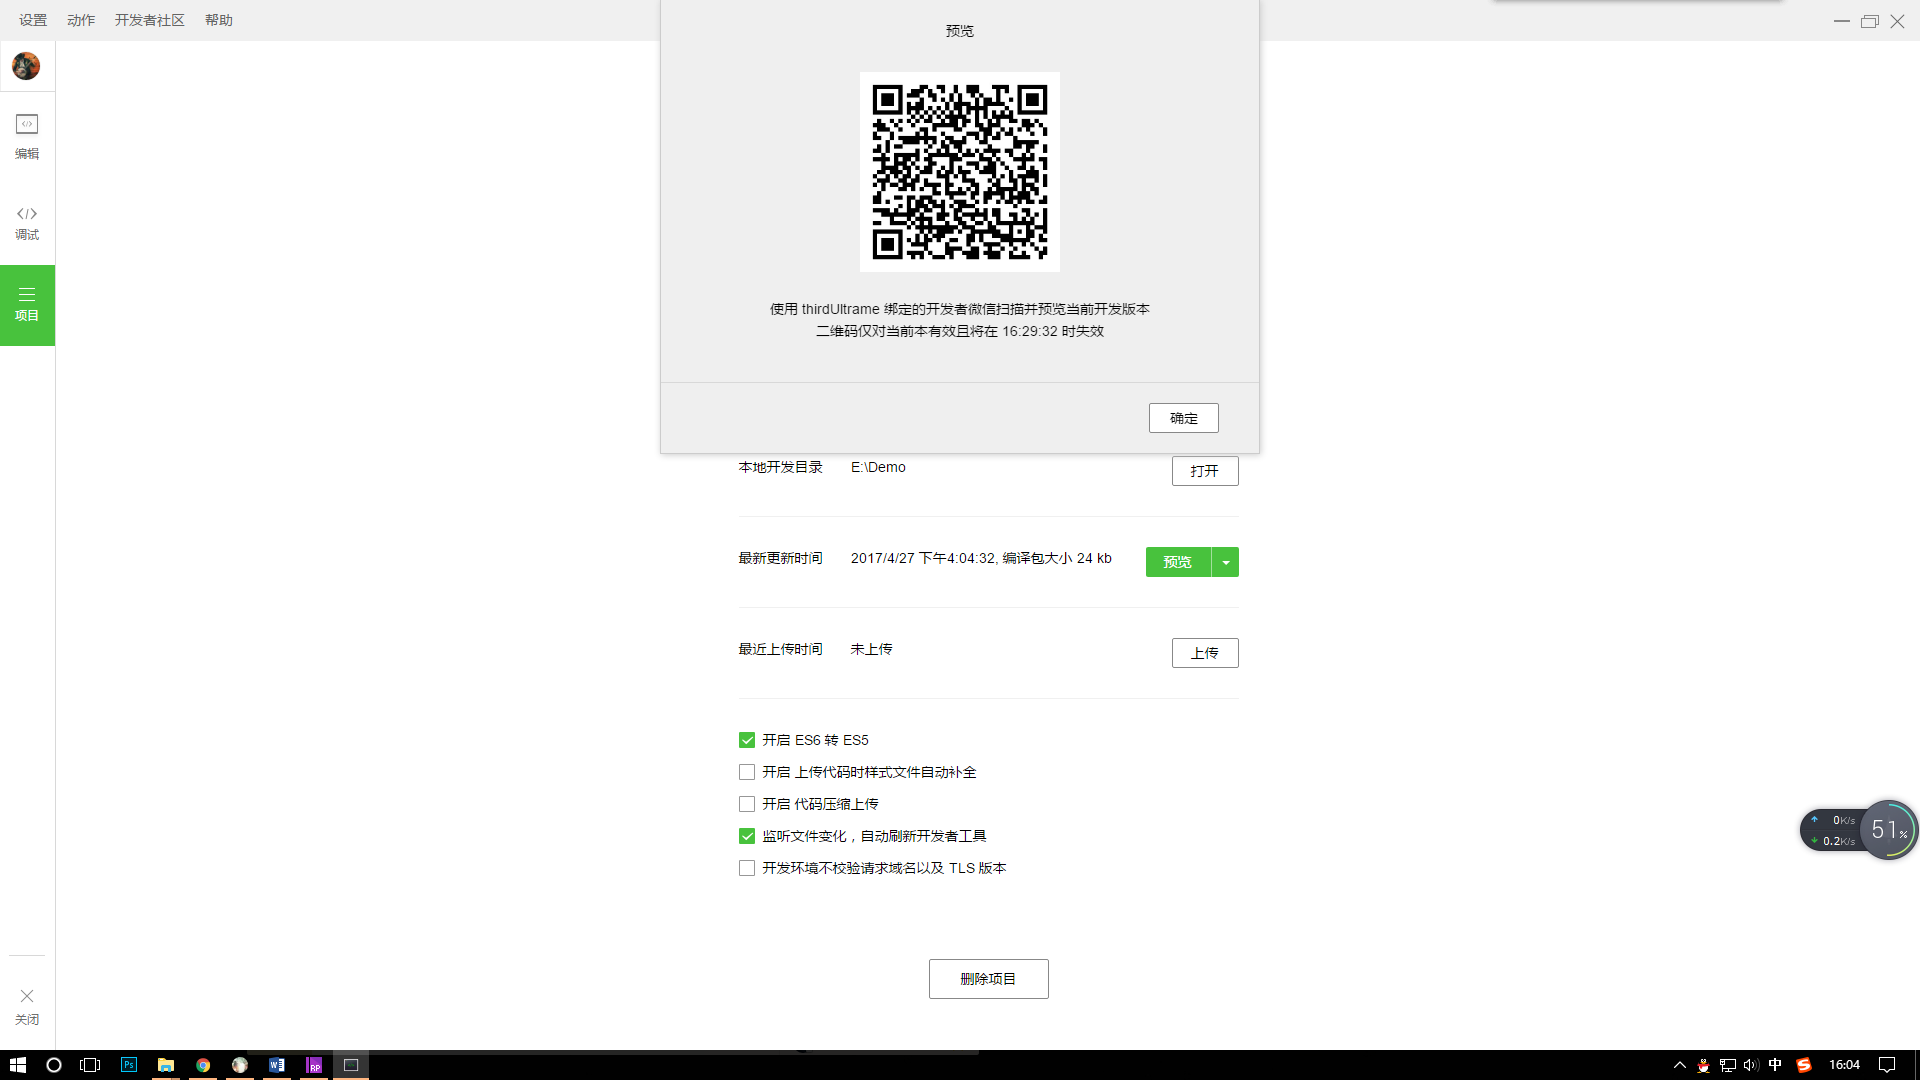 设置 动作 开发者社区 帮助
预览
编辑
调试
项目
使用 thirdUltrame 绑定的开发者微信扫描并预览当前开发版本
二维码仅对当前本有效且将在 16:29:32 时失效
确定
本地开发目录 E:\Demo 打开
最新更新时间 2017/4/27 下午4:04:32, 编译包大小 24 kb 预览
最近上传时间 未上传 上传
开启 ES6 转 ES5
开启 上传代码时样式文件自动补全
开启 代码压缩上传
监听文件变化，自动刷新开发者工具
开发环境不校验请求域名以及 TLS 版本
0K/s
0.2K/s
51%
删除项目
关闭
Ps
W
RP
中
S
16:04